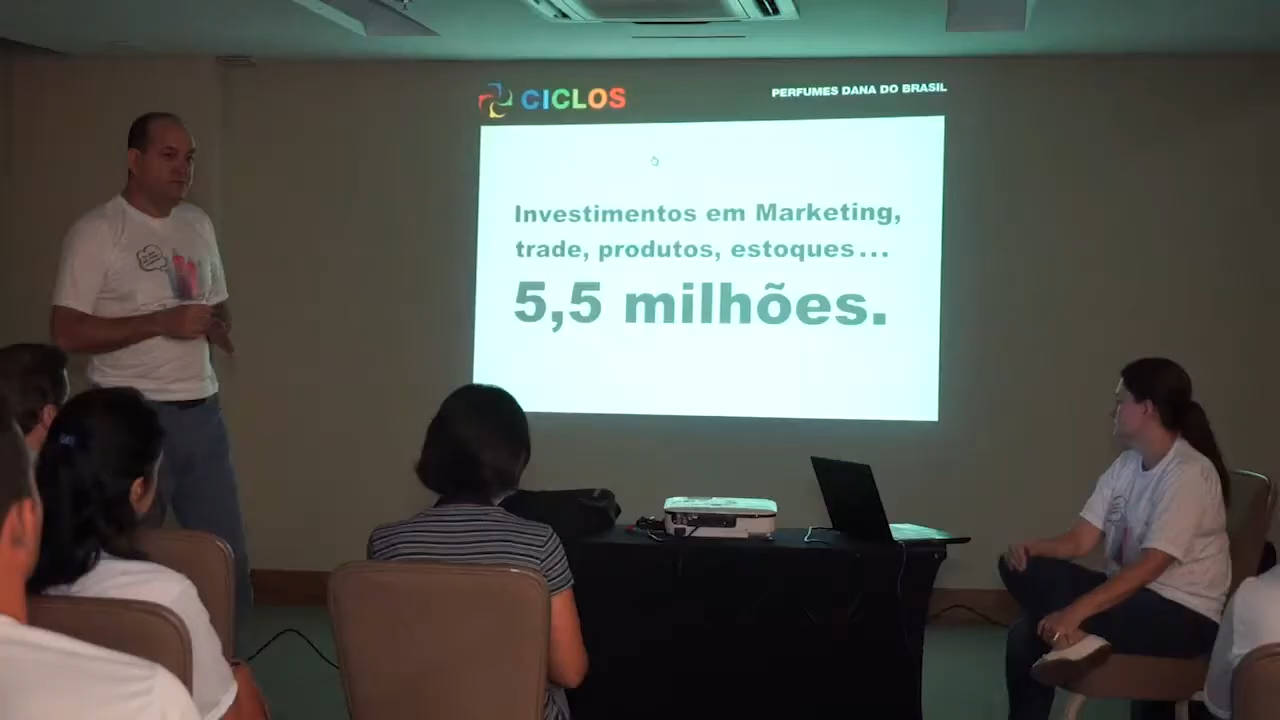 CICLOS
PERFUMES DANA DO BRASIL
Investimentos em Marketing,
trade, produtos, estoques...
5,5 milhões.